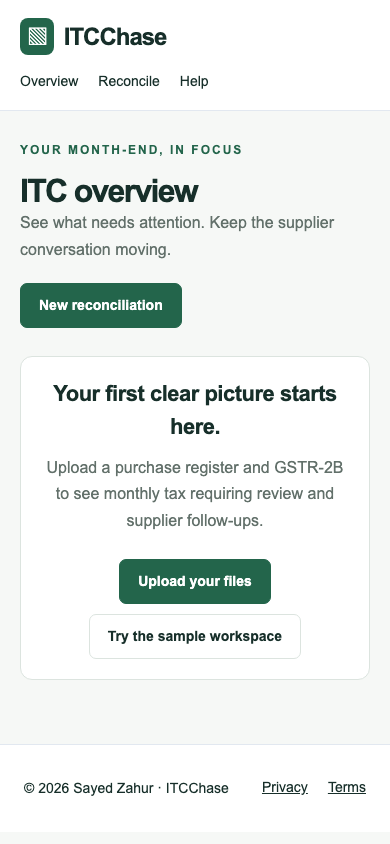 ITCChase
Overview Reconcile Help
YOUR MONTH-END, IN FOCUS
ITC overview
See what needs attention. Keep the supplier
conversation moving.
New reconciliation
Your first clear picture starts
here.
Upload a purchase register and GSTR-2B
to see monthly tax requiring review and
supplier follow-ups.
Upload your files
Try the sample workspace
© 2026 Sayed Zahur · ITCChase Privacy Terms